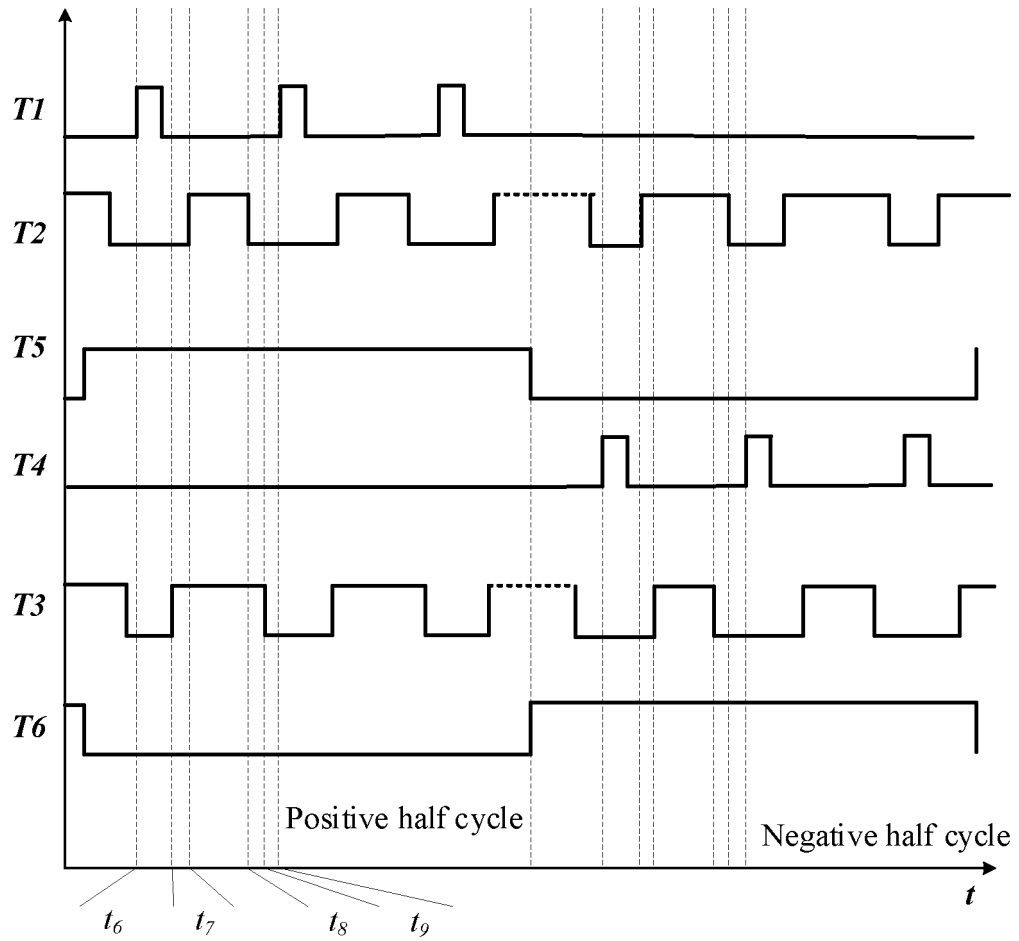 T1
T2
T5
T4
T3
T6
Positive half cycle
Negative half cycle
t
t6 t7 t8 t9